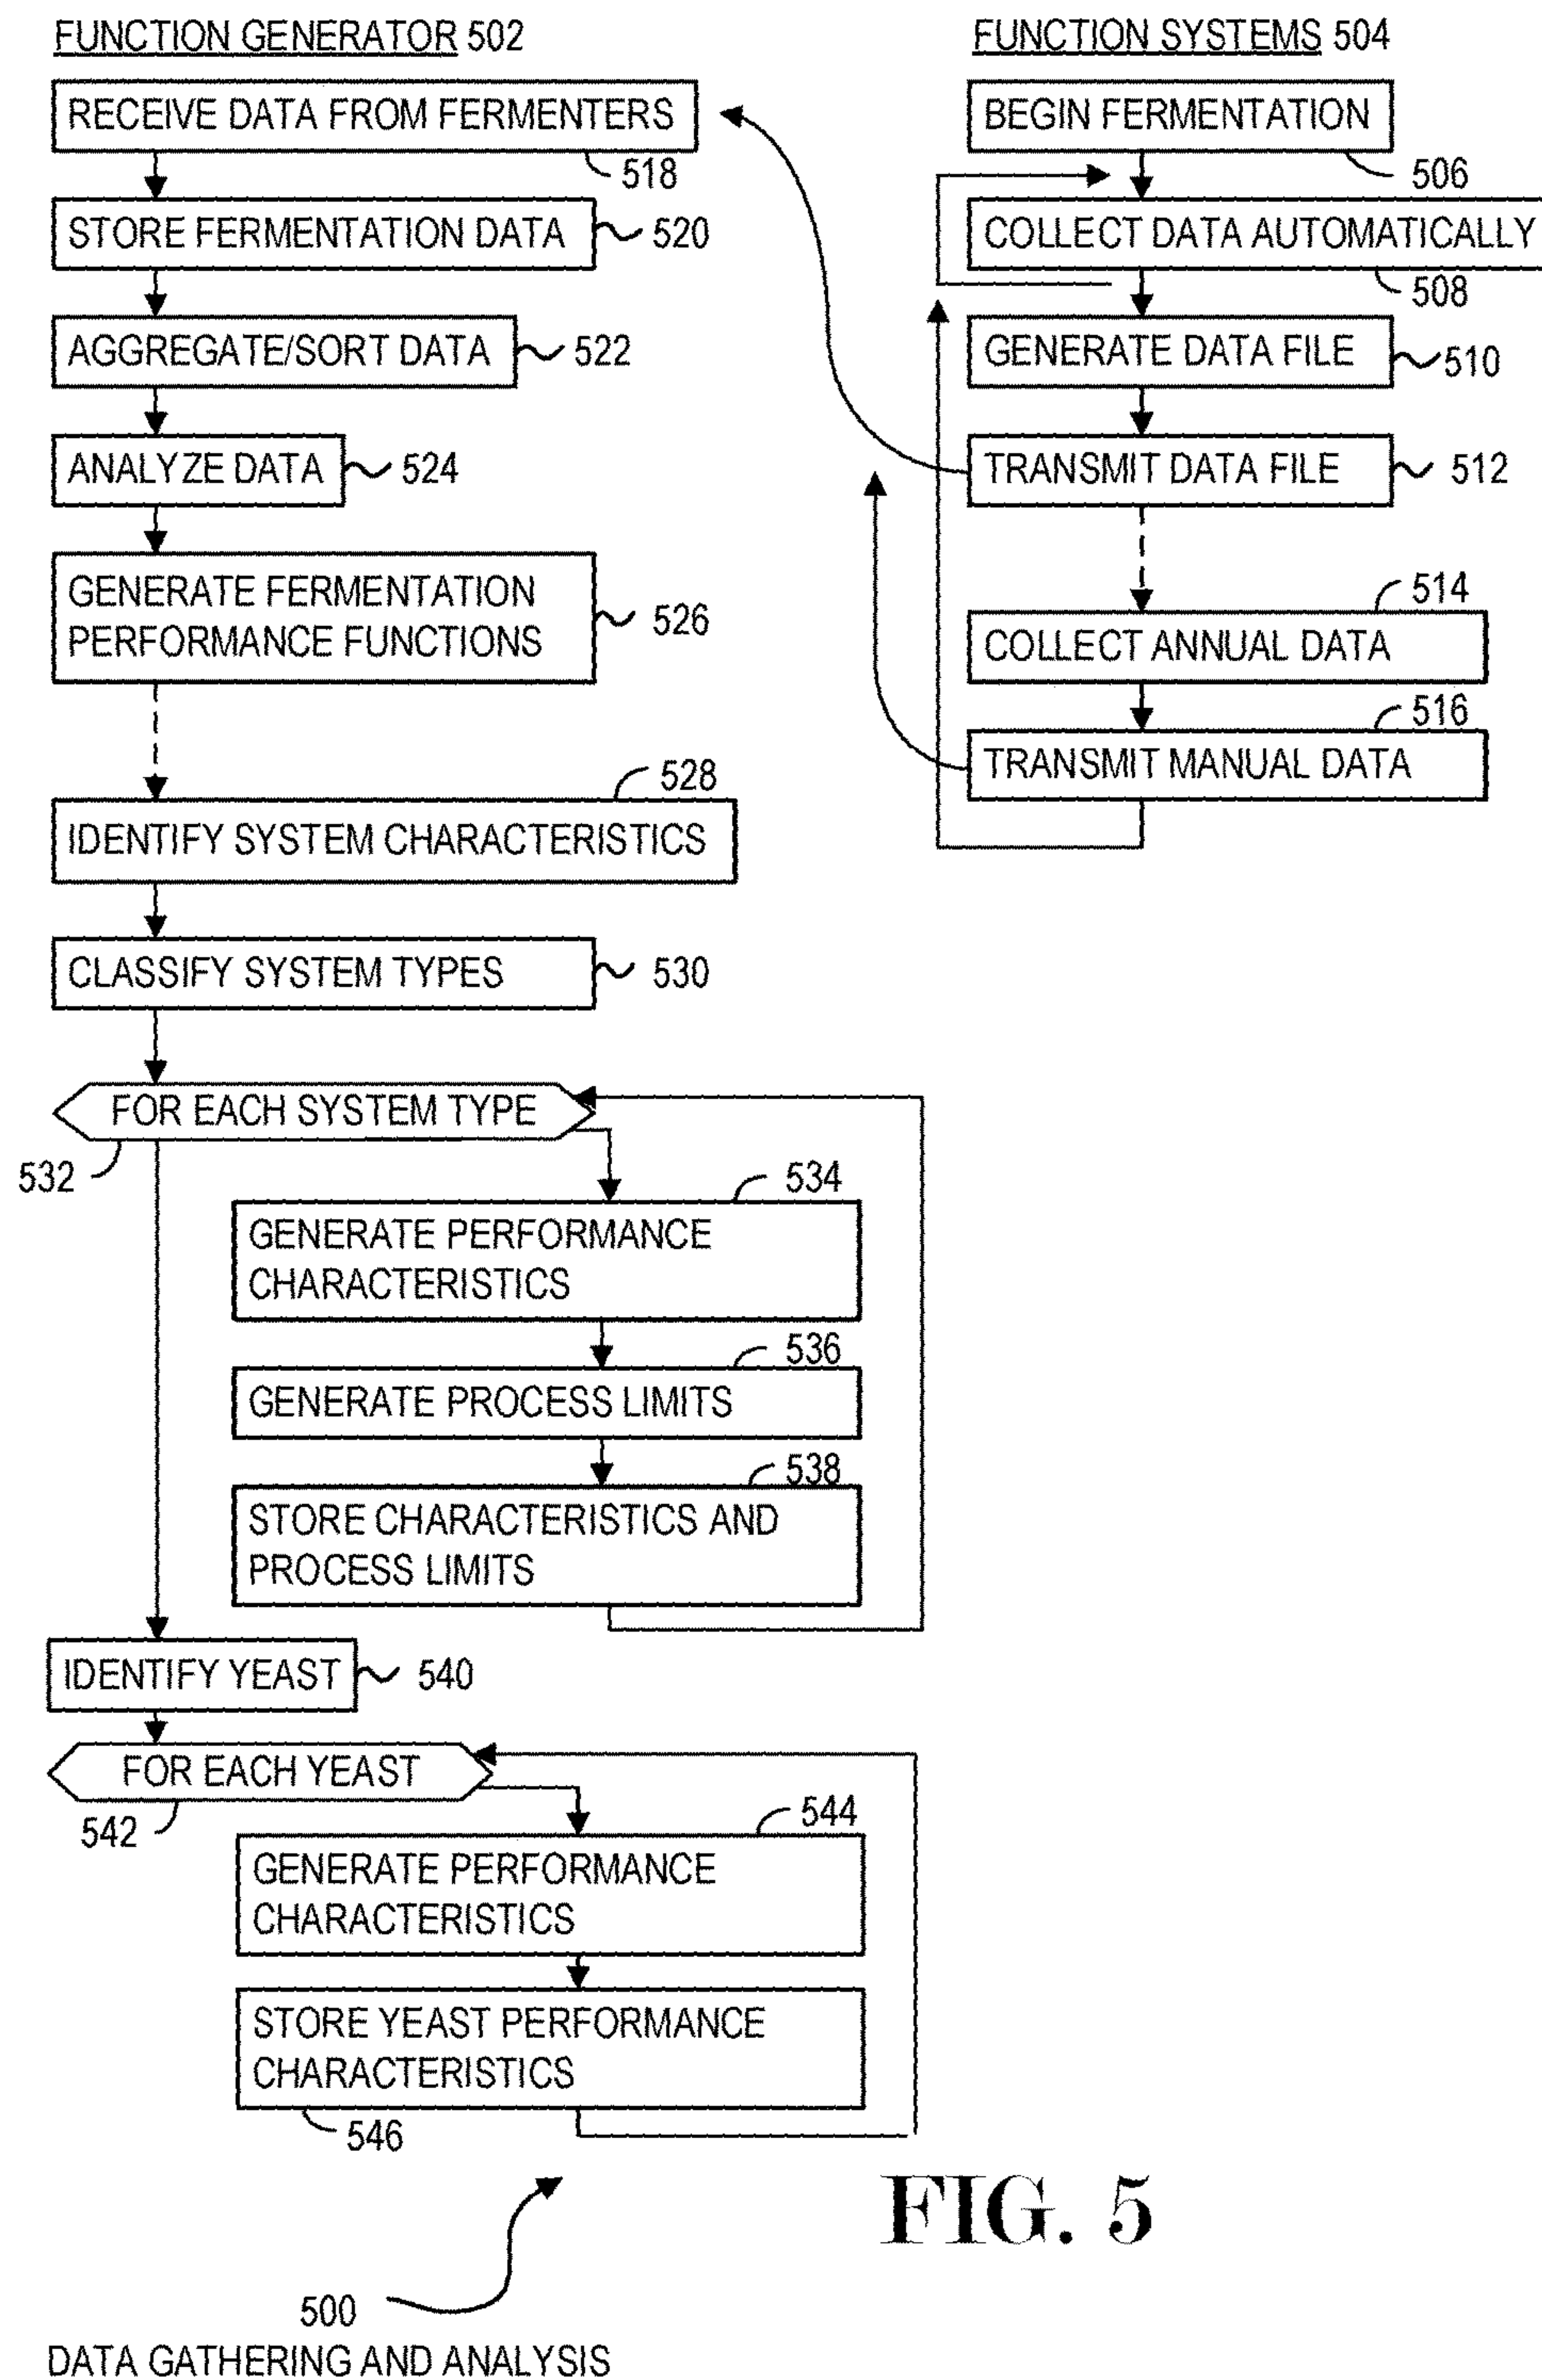 FUNCTION GENERATOR 502
RECEIVE DATA FROM FERMENTERS
518
STORE FERMENTATION DATA
520
AGGREGATE/SORT DATA
522
ANALYZE DATA
524
GENERATE FERMENTATION
PERFORMANCE FUNCTIONS
526
528
IDENTIFY SYSTEM CHARACTERISTICS
CLASSIFY SYSTEM TYPES
530
FOR EACH SYSTEM TYPE
532
534
GENERATE PERFORMANCE
CHARACTERISTICS
536
GENERATE PROCESS LIMITS
538
STORE CHARACTERISTICS AND
PROCESS LIMITS
IDENTIFY YEAST
540
FOR EACH YEAST
542
544
GENERATE PERFORMANCE
CHARACTERISTICS
STORE YEAST PERFORMANCE
CHARACTERISTICS
546
FUNCTION SYSTEMS 504
BEGIN FERMENTATION
506
COLLECT DATA AUTOMATICALLY
508
GENERATE DATA FILE
510
TRANSMIT DATA FILE
512
514
COLLECT ANNUAL DATA
516
TRANSMIT MANUAL DATA
FIG. 5
500
DATA GATHERING AND ANALYSIS